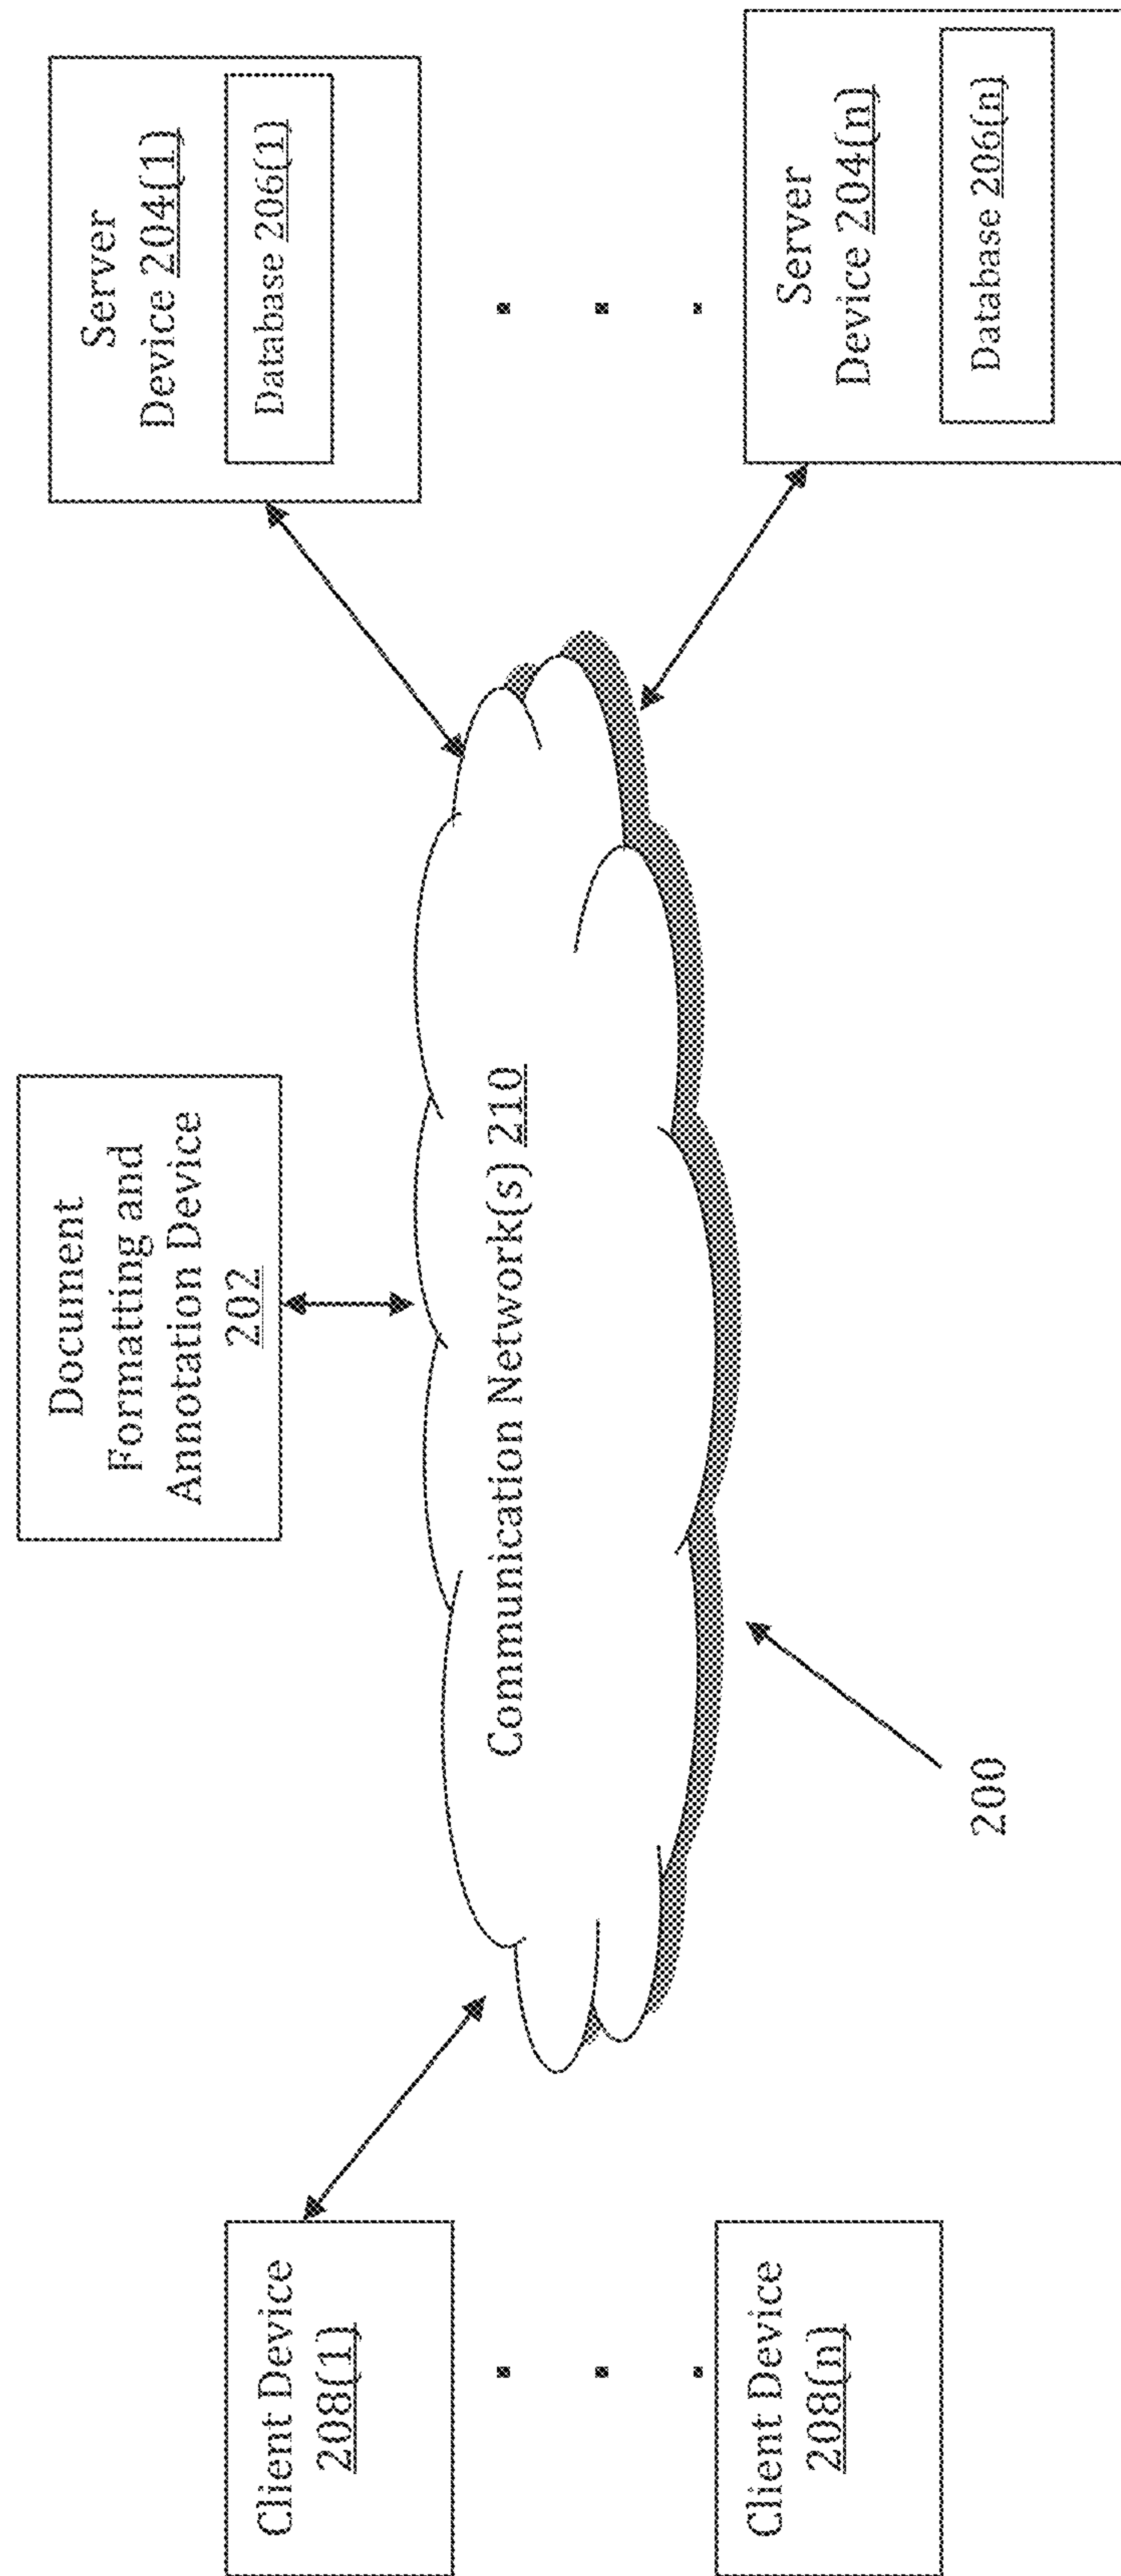 Document
Formatting and
Annotation Device
202
Client Device
208(1)
Client Device
208(n)
Communication Network(s) 210
200
Server
Device 204(1)
Database 206(1)
Server
Device 204(n)
Database 206(n)